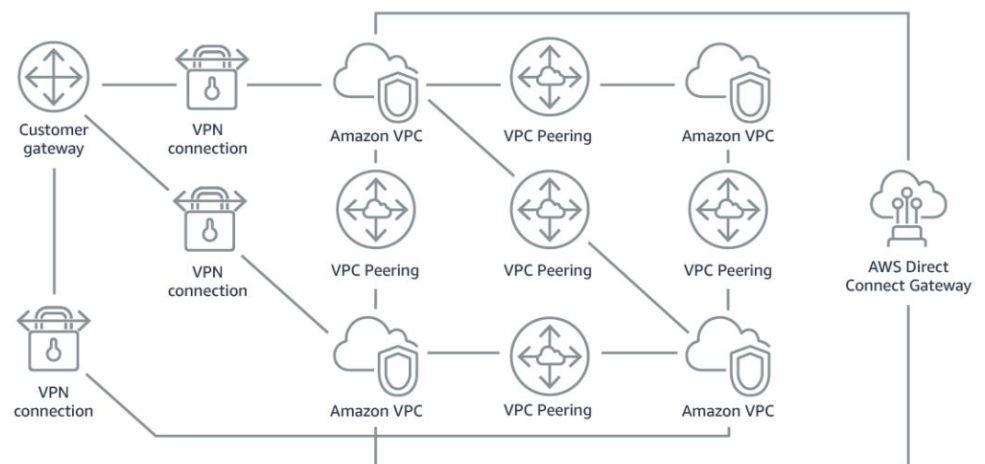 Customer
gateway
VPN
connection
Amazon VPC
VPC Peering
Amazon VPC
VPN
connection
VPC Peering
VPC Peering
VPC Peering
AWS Direct
Connect Gateway
VPN
connection
Amazon VPC
VPC Peering
Amazon VPC